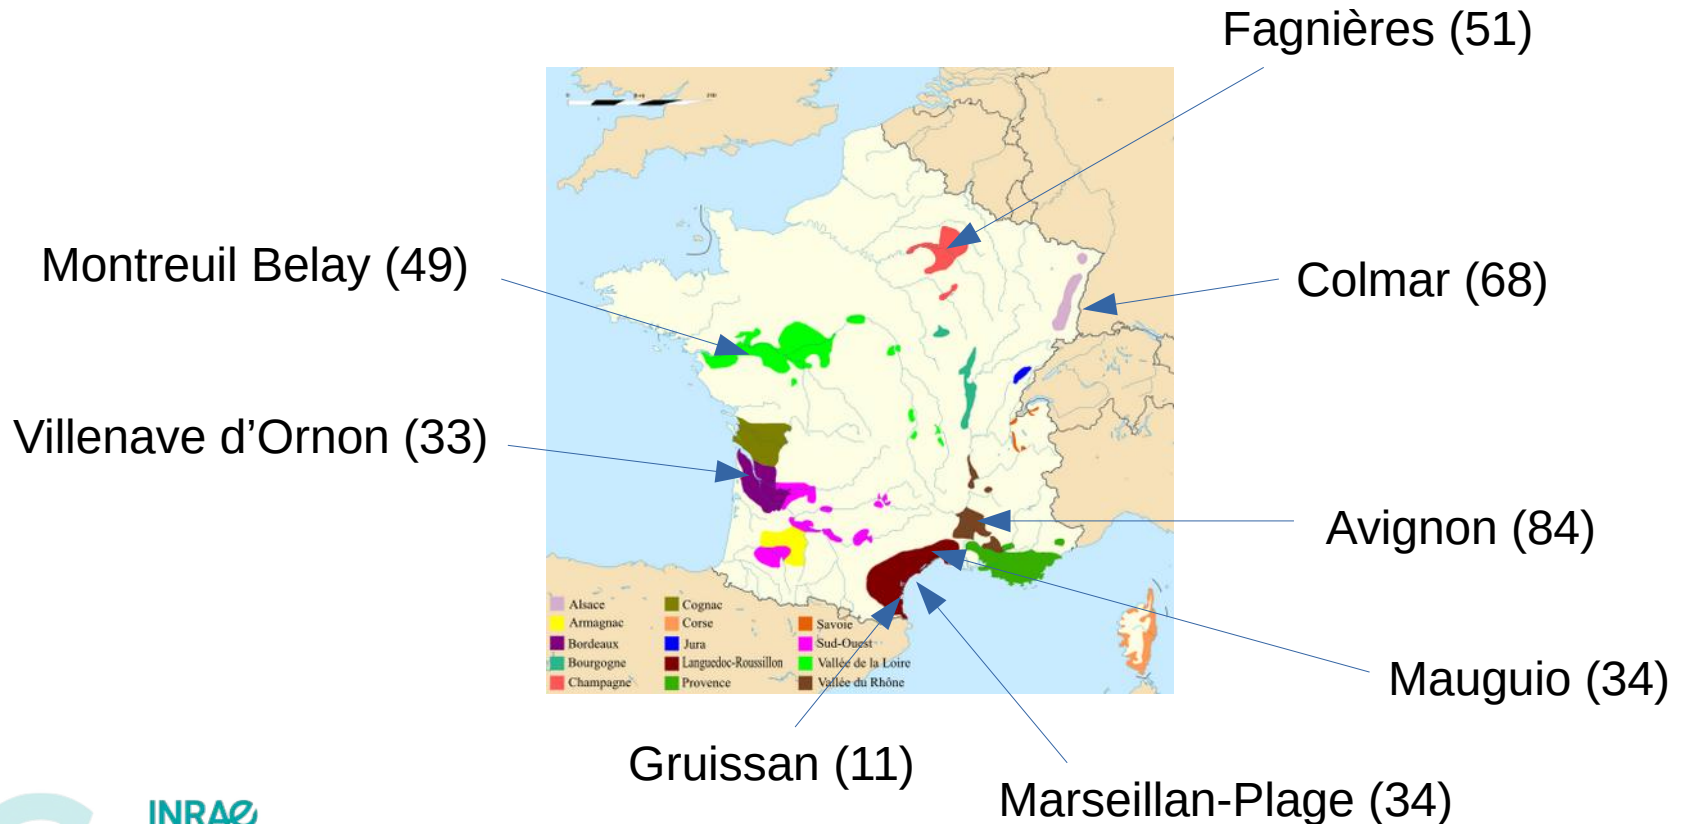 Fagnières (51)
Montreuil Belay (49)
Colmar (68)
Villenave d’Ornon (33)
Avignon (84)
Alsace
Armagnac
Bordeaux
Bourgogne
Champagne
Cognac
Corse
Jura
Languedoc-Roussillon
Provence
Savoie
Sud-Ouest
Vallée de la Loire
Vallée du Rhône
Mauguio (34)
Gruissan (11)
Marseillan-Plage (34)
INRAE